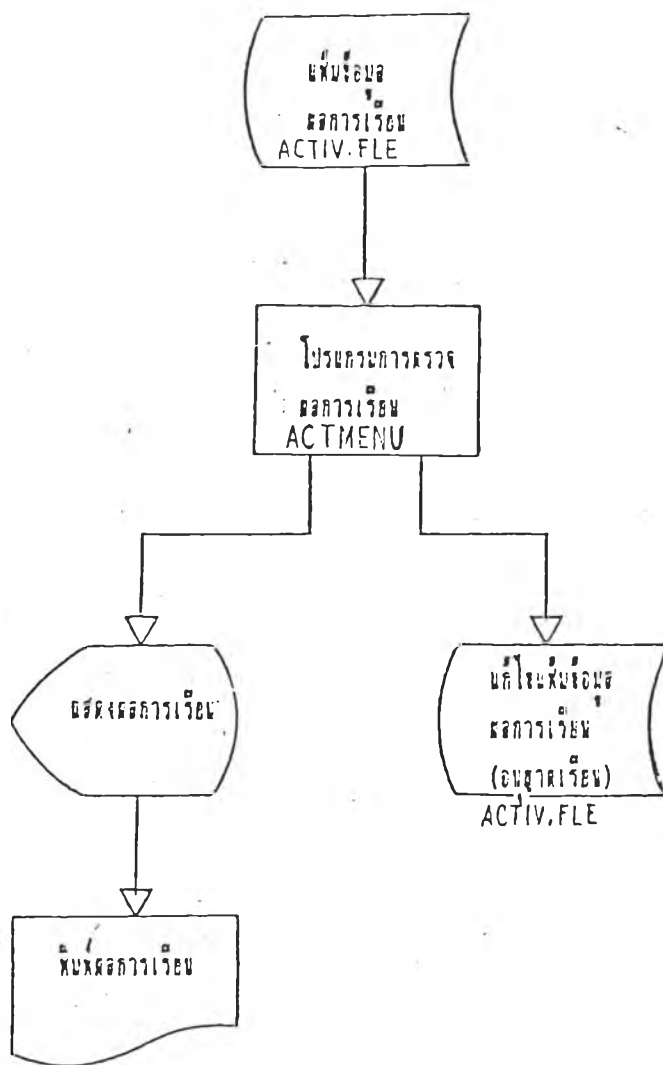 แฟ้มข้อมูล
ผลการเรียน
ACTIV.FLE
โปรแกรมการตรวจ
ผลการเรียน
ACTMENU
แสดงผลการเรียน
แก้ไขแฟ้มข้อมูล
ผลการเรียน
(อนุญาตเรียน)
ACTIV.FLE
พิมพ์ผลการเรียน